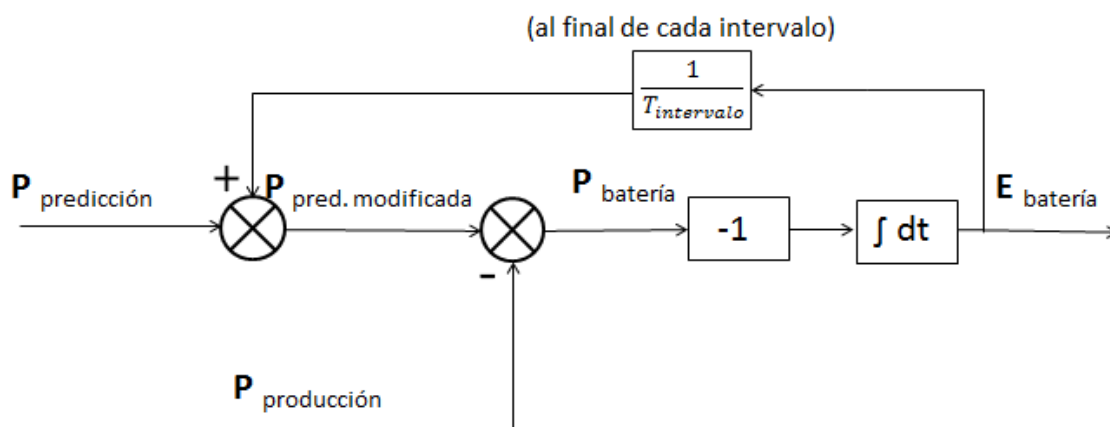 (al final de cada intervalo)
1
T intervalo
+
P predicción
P pred. modificada
P batería
-1
∫ dt
E batería
-
P producción